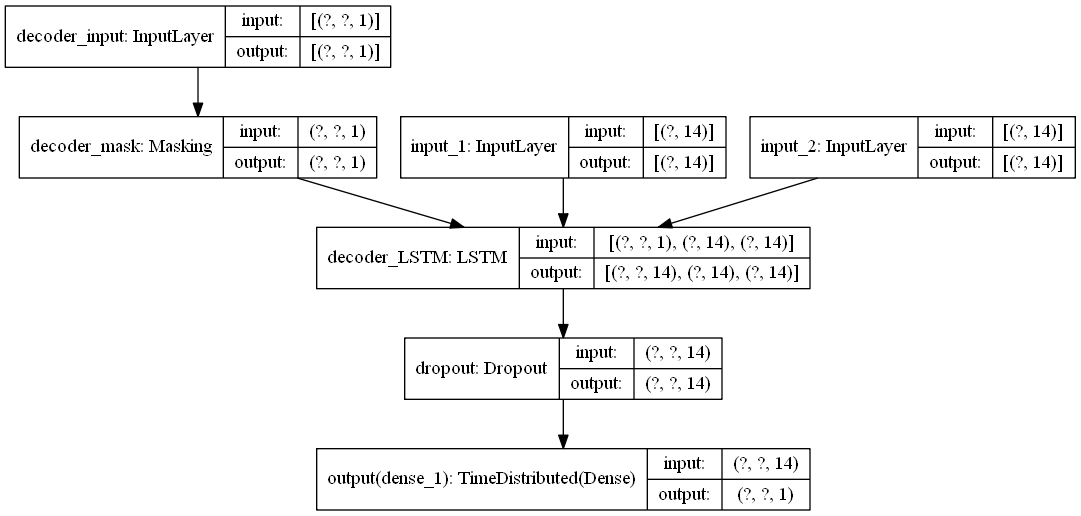 decoder_input: InputLayer
input: [(?, ?, 1)]
output: [(?, ?, 1)]
decoder_mask: Masking
input: (?, ?, 1)
output: (?, ?, 1)
input_1: InputLayer
input: [(?, 14)]
output: [(?, 14)]
input_2: InputLayer
input: [(?, 14)]
output: [(?, 14)]
decoder_LSTM: LSTM
input: [(?, ?, 1), (?, 14), (?, 14)]
output: [(?, ?, 14), (?, 14), (?, 14)]
dropout: Dropout
input: (?, ?, 14)
output: (?, ?, 14)
output(dense_1): TimeDistributed(Dense)
input: (?, ?, 14)
output: (?, ?, 1)